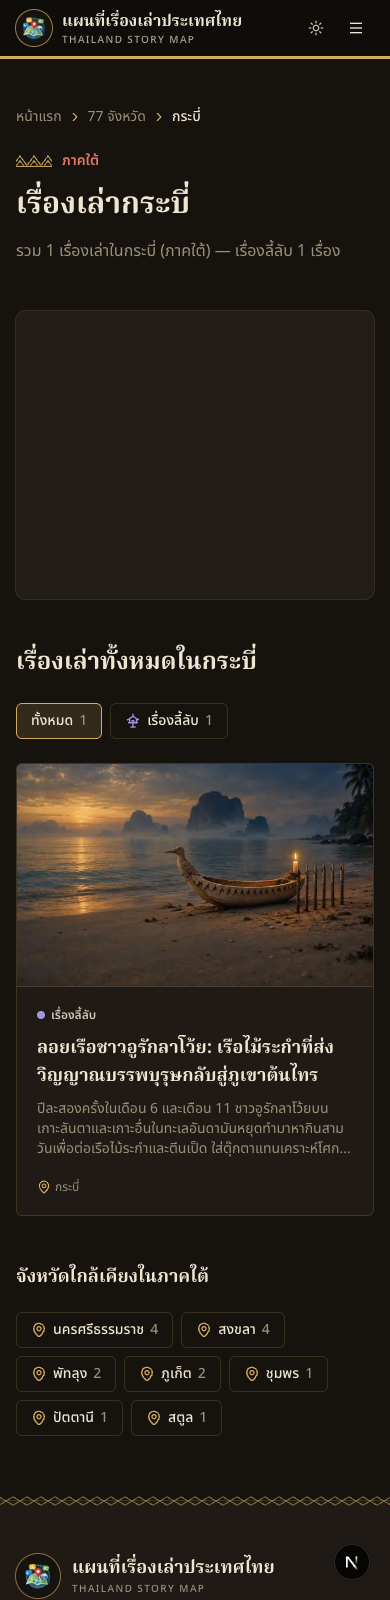 แผนที่เรื่องเล่าประเทศไทย
THAILAND STORY MAP
หน้าแรก > 77 จังหวัด > กระบี่
ภาคใต้
เรื่องเล่ากระบี่
รวม 1 เรื่องเล่าในกระบี่ (ภาคใต้) — เรื่องลี้ลับ 1 เรื่อง
เรื่องเล่าทั้งหมดในกระบี่
ทั้งหมด 1 เรื่องลี้ลับ 1
เรื่องลี้ลับ
ลอยเรือชาวอูรักลาโว้ย: เรือไม้ระกำที่ส่ง
วิญญาณบรรพบุรุษกลับสู่ภูเขาต้นไทร
ปีละสองครั้งในเดือน 6 และเดือน 11 ชาวอูรักลาโว้ยบน
เกาะลันตาและเกาะอื่นในทะเลอันดามันหยุดทำมาหากินสาม
วันเพื่อต่อเรือไม้ระกำและตีนเป็ด ใส่ตุ๊กตาแทนเคราะห์โศก...
กระบี่
จังหวัดใกล้เคียงในภาคใต้
นครศรีธรรมราช 4 สงขลา 4
พัทลุง 2 ภูเก็ต 2 ชุมพร 1
ปัตตานี 1 สตูล 1
แผนที่เรื่องเล่าประเทศไทย
THAILAND STORY MAP
N